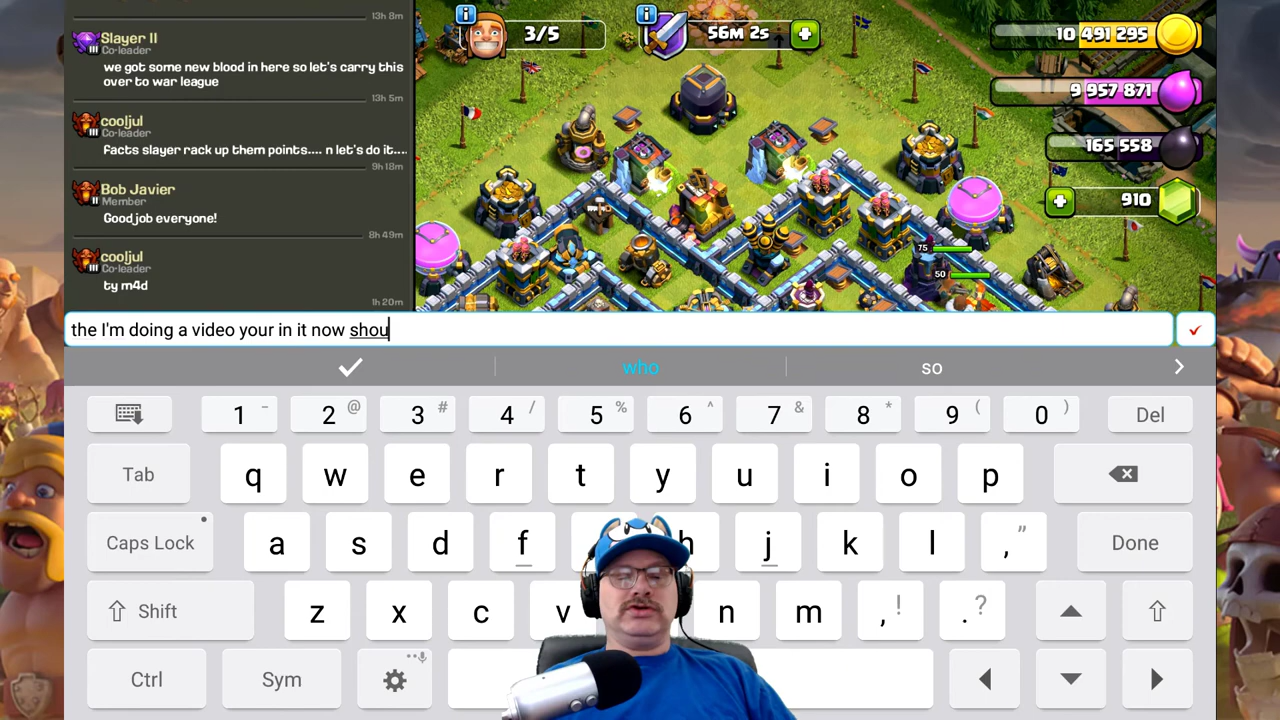 13h 8m
Slayer II
Co-leader
we got some new blood in here so let's carry this
over to war league
13h 5m
cooljul
Co-leader
facts slayer rack up them points.... n let's do it....
9h 18m
Bob Javier
Member
Good job everyone!
8h 49m
cooljul
Co-leader
ty m4d
1h 20m
i
3/5
i
56M 2s
10 491 295
9 957 871
165 558
910
75
50
the I'm doing a video your in it now shou
who
so
1 -
2 @
3 #
4 /
5 %
6 ^
7 &
8 *
9 (
0 )
Del
Tab
q w e r t y u i o p
Caps Lock
a s d f h j k l , ”
Done
Shift
z x c v n m , ! . ?
Ctrl
Sym